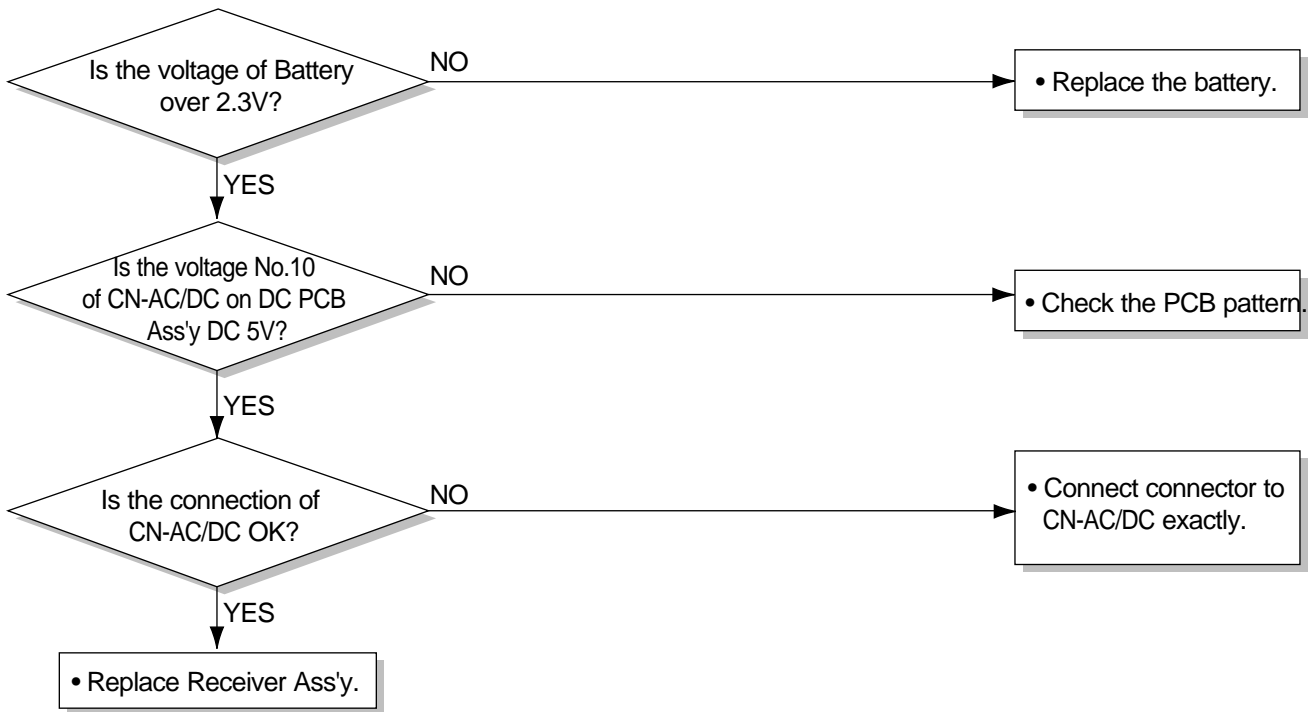 Is the voltage of Battery
over 2.3V?
NO
• Replace the battery.
YES
Is the voltage No.10
of CN-AC/DC on DC PCB
Ass'y DC 5V?
NO
• Check the PCB pattern.
YES
Is the connection of
CN-AC/DC OK?
NO
• Connect connector to
CN-AC/DC exactly.
YES
• Replace Receiver Ass'y.